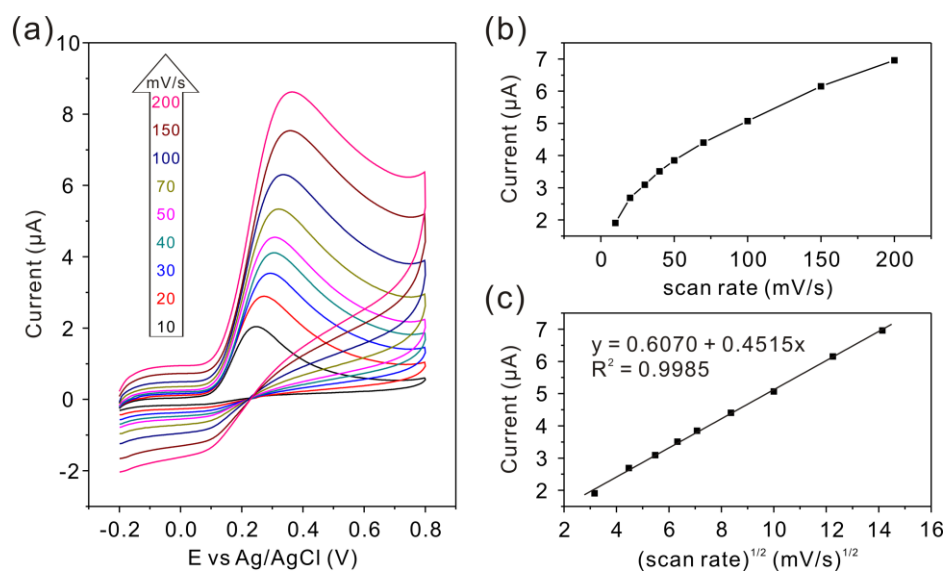 (a)
10
8
6
4
2
0
-2
Current (μA)
mV/s
200
150
100
70
50
40
30
20
10
-0.2 0.0 0.2 0.4 0.6 0.8
E vs Ag/AgCl (V)
(b)
7
6
5
4
3
2
Current (μA)
0 50 100 150 200
scan rate (mV/s)
(c)
7
6
5
4
3
2
Current (μA)
y = 0.6070 + 0.4515x
R² = 0.9985
2 4 6 8 10 12 14 16
(scan rate)^1/2 (mV/s)^1/2